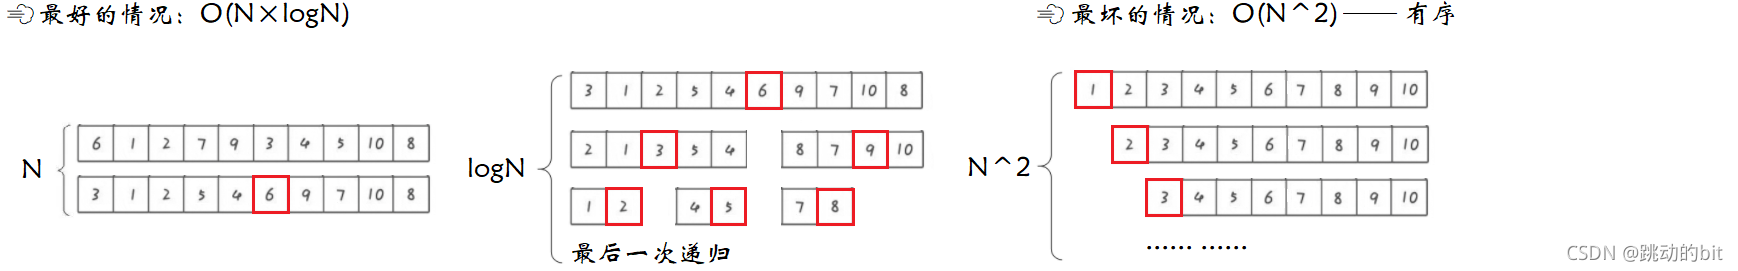 最好的情况：O(N×logN)
N
6 1 2 7 9 3 4 5 10 8
3 1 2 5 4 6 9 7 10 8
logN
3 1 2 5 4 6 9 7 10 8
2 1 3 5 4 8 7 9 10
1 2 4 5 7 8
最后一次递归
最坏的情况：O(N^2)—— 有序
N^2
1 2 3 4 5 6 7 8 9 10
2 3 4 5 6 7 8 9 10
3 4 5 6 7 8 9 10
…… ……
CSDN @跳动的bit